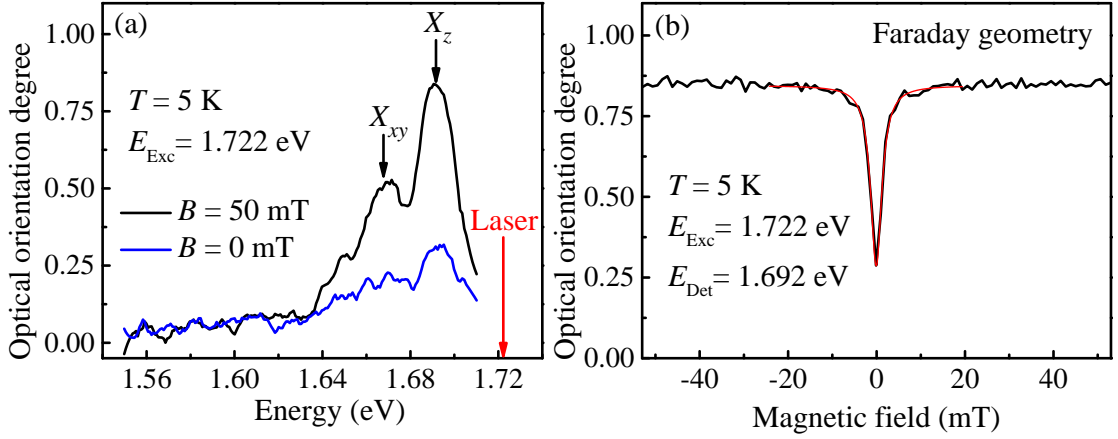 (a)
X_z
X_xy
T = 5 K
E_Exc = 1.722 eV
B = 50 mT
B = 0 mT
Laser
Optical orientation degree
1.00
0.75
0.50
0.25
0.00
1.56 1.60 1.64 1.68 1.72
Energy (eV)
(b)
Faraday geometry
T = 5 K
E_Exc = 1.722 eV
E_Det = 1.692 eV
Optical orientation degree
1.00
0.75
0.50
0.25
0.00
-40 -20 0 20 40
Magnetic field (mT)